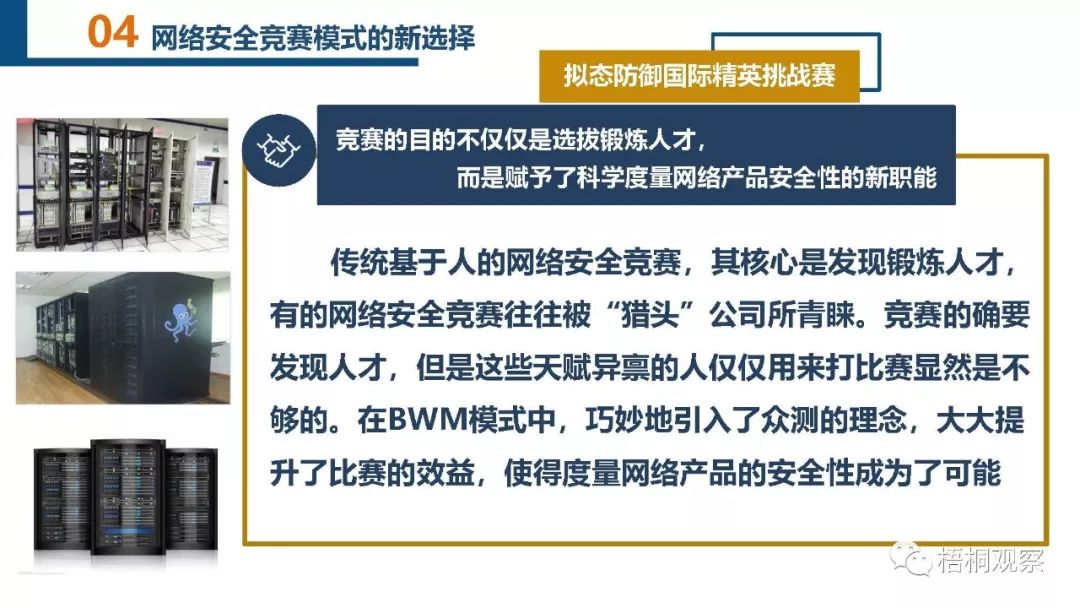 04 网络安全竞赛模式的新选择
拟态防御国际精英挑战赛
竞赛的目的不仅仅是选拔锻炼人才，
而是赋予了科学度量网络产品安全性的新职能
传统基于人的网络安全竞赛，其核心是发现锻炼人才，
有的网络安全竞赛往往被“猎头”公司所青睐。竞赛的确要
发现人才，但是这些天赋异禀的人仅仅用来打比赛显然是不
够的。在BWM模式中，巧妙地引入了众测的理念，大大提
升了比赛的效益，使得度量网络产品的安全性成为了可能
梧桐观察